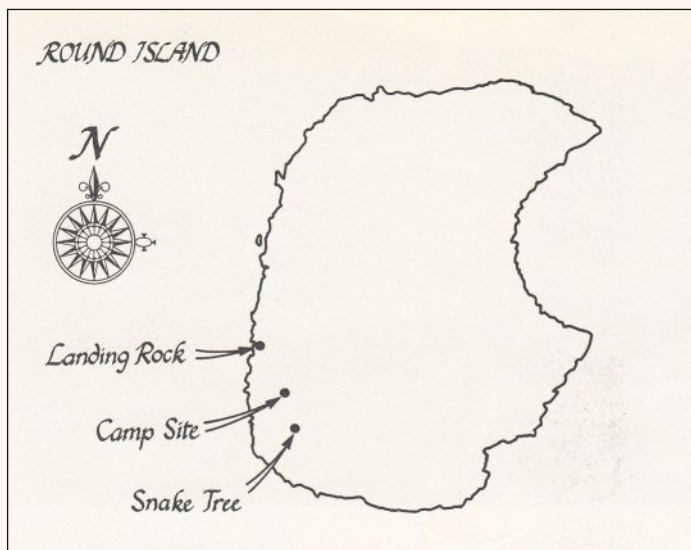 ROUND ISLAND
N
Landing Rock
Camp Site
Snake Tree